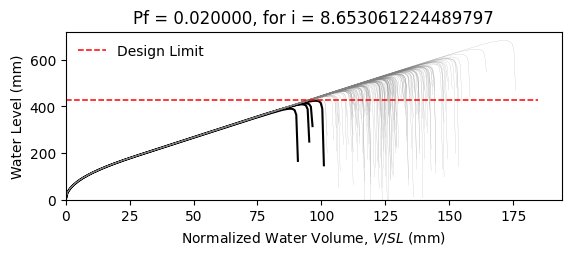 Pf = 0.020000, for i = 8.653061224489797
Design Limit
Water Level (mm)
600
400
200
0
0 25 50 75 100 125 150 175
Normalized Water Volume, V/SL (mm)